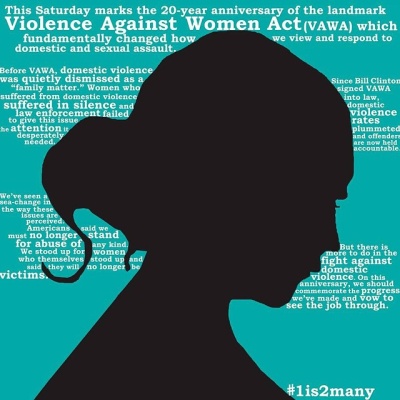 This Saturday marks the 20-year anniversary of the landmark
Violence Against Women Act (VAWA) which
fundamentally changed how we view and respond to
domestic and sexual assault.
Before VAWA, domestic violence
was quietly dismissed as a
“family matter.” Women who
suffered from domestic violence
suffered in silence and
law enforcement failed
to give this issue
the attention it
desperately
needed.
Since Bill Clinton
signed VAWA
into law,
domestic
violence
rates
plummeted
and offenders
are now held
accountable.
We've seen a
sea-change in
the way these
issues are
perceived.
Americans said we
must no longer stand
for abuse of any kind.
We stood up for women
who themselves stood up and
said they will no longer be
victims.
But there is
more to do in the
fight against
domestic
violence. On this
anniversary, we should
commemorate the progress
we've made and vow to
see the job through.
#1is2many